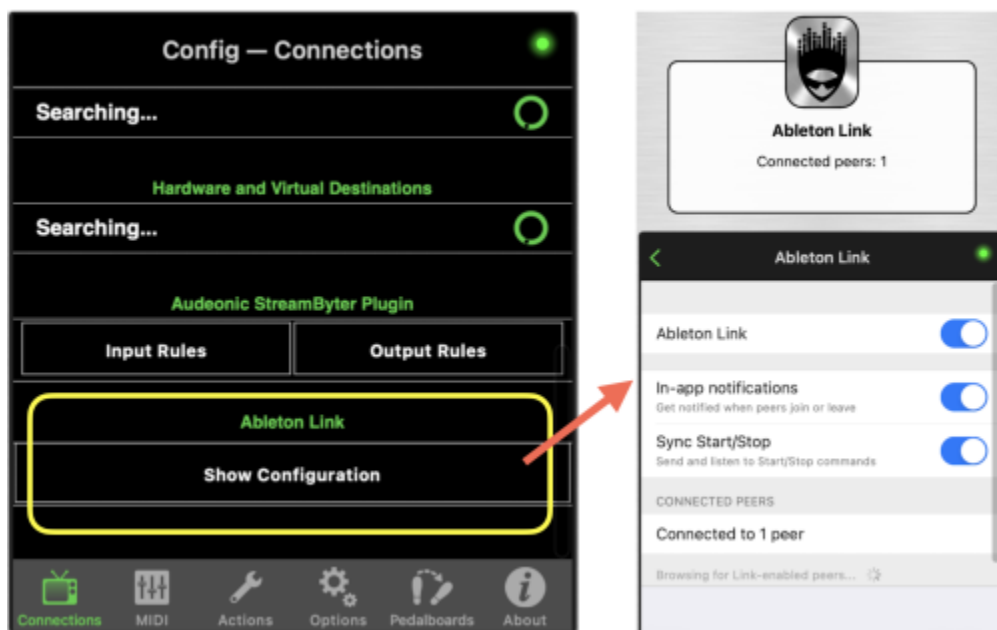 Config — Connections
Searching...
Hardware and Virtual Destinations
Searching...
Audeonic StreamByter Plugin
Input Rules
Output Rules
Ableton Link
Show Configuration
Connections
MIDI
Actions
Options
Pedalboards
About
Ableton Link
Connected peers: 1
Ableton Link
Ableton Link
In-app notifications
Get notified when peers join or leave
Sync Start/Stop
Send and listen to Start/Stop commands
CONNECTED PEERS
Connected to 1 peer
Browsing for Link-enabled peers...